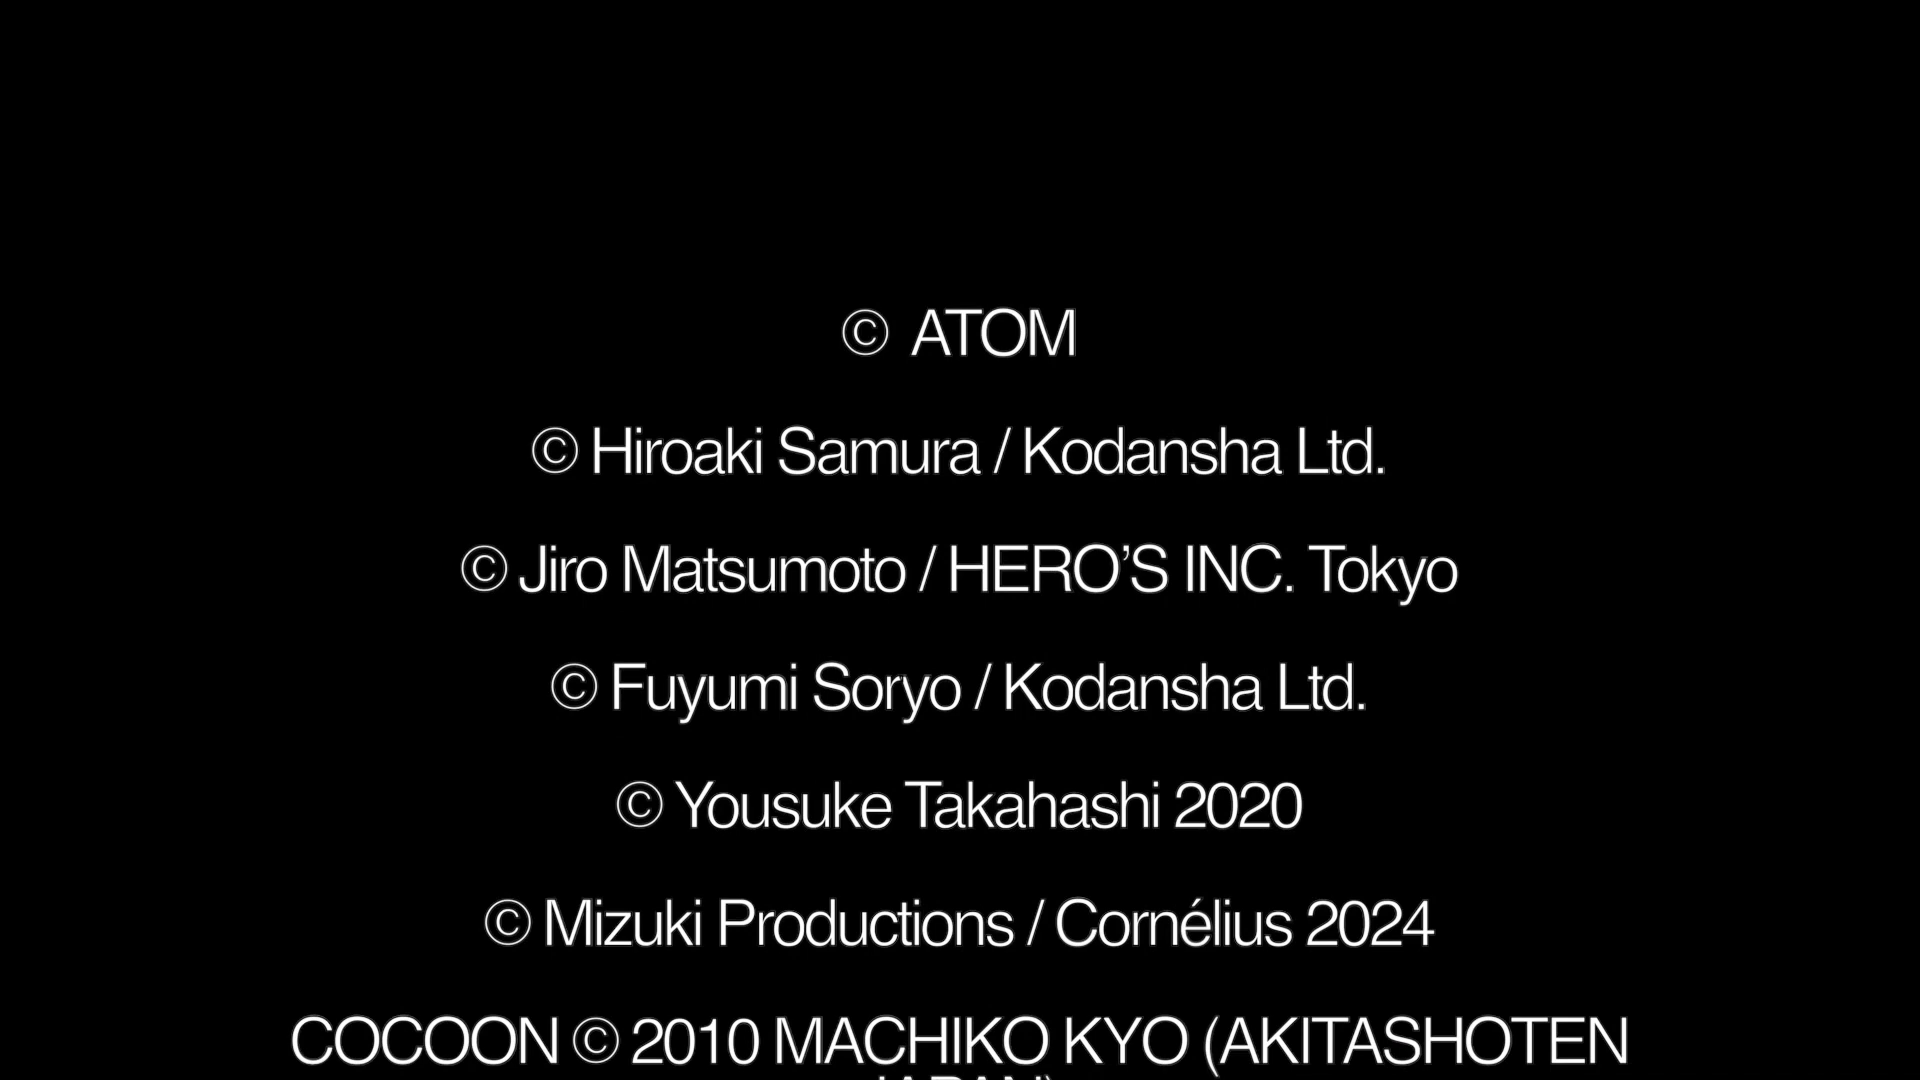 © ATOM
© Hiroaki Samura / Kodansha Ltd.
© Jiro Matsumoto / HERO’S INC. Tokyo
© Fuyumi Soryo / Kodansha Ltd.
© Yousuke Takahashi 2020
© Mizuki Productions / Cornélius 2024
COCOON © 2010 MACHIKO KYO (AKITASHOTEN